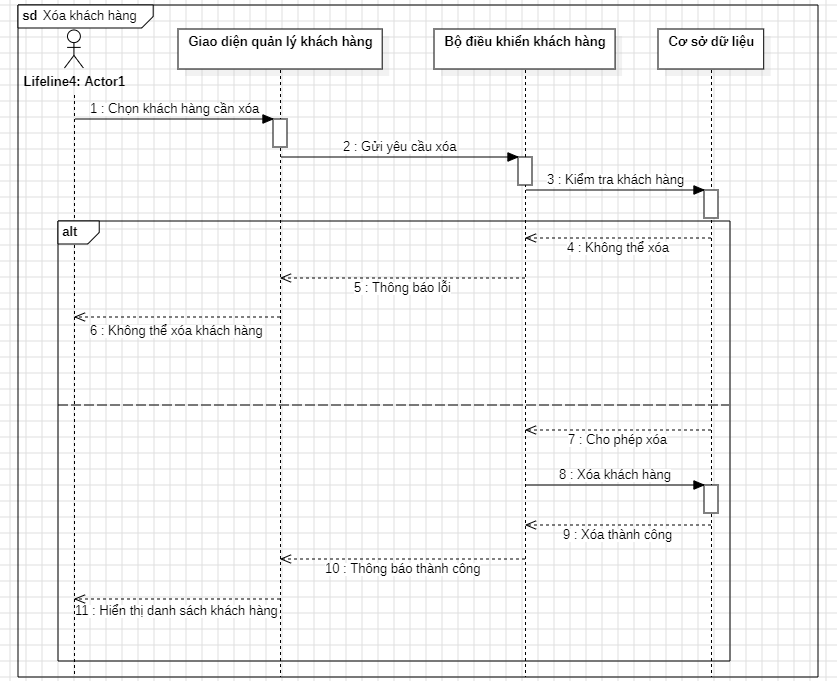 sd Xóa khách hàng
Giao diện quản lý khách hàng
Bộ điều khiển khách hàng
Cơ sở dữ liệu
Lifeline4: Actor1
1 : Chọn khách hàng cần xóa
2 : Gửi yêu cầu xóa
3 : Kiểm tra khách hàng
alt
4 : Không thể xóa
5 : Thông báo lỗi
6 : Không thể xóa khách hàng
7 : Cho phép xóa
8 : Xóa khách hàng
9 : Xóa thành công
10 : Thông báo thành công
11 : Hiển thị danh sách khách hàng